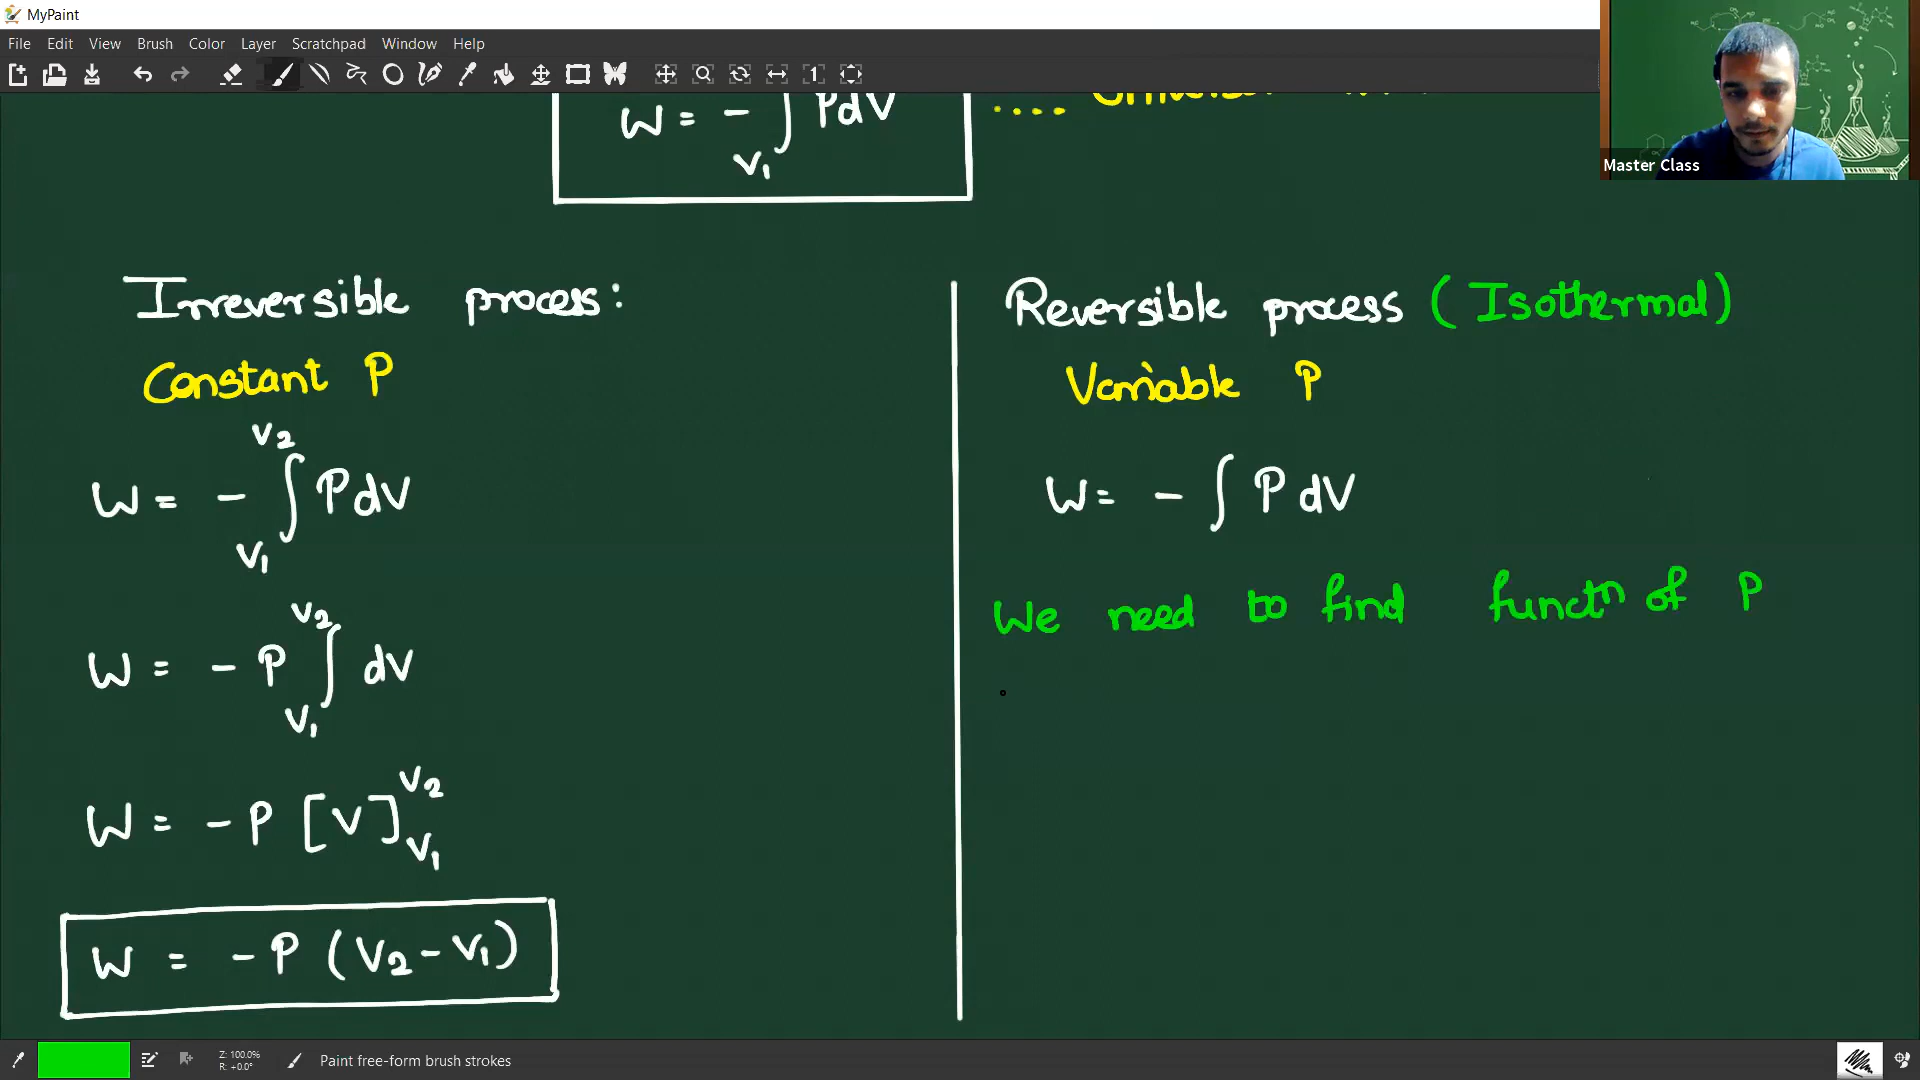 MyPaint
File Edit View Brush Color Layer Scratchpad Window Help
Master Class
W = - ∫ PdV
V₁
....
Irreversible process:
Constant P
V₂
W = - ∫ PdV
V₁
V₂
W = - P ∫ dV
V₁
W = - P [V]
V₂
V₁
W = -P (V₂ - V₁)
Reversible process (Isothermal)
Variable P
W = - ∫ P dV
We need to find functⁿ of P
Z: 100.0%
R: +0.0°
Paint free-form brush strokes